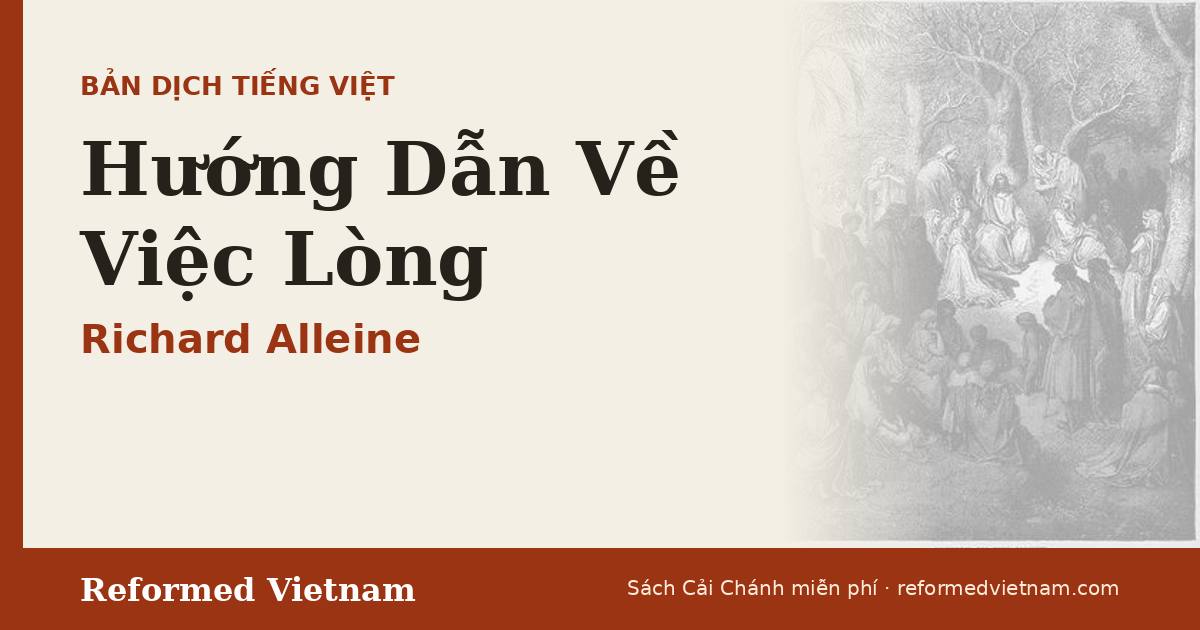 BẢN DỊCH TIẾNG VIỆT
Hướng Dẫn Về
Việc Lòng
Richard Alleine
Reformed Vietnam
Sách Cải Chánh miễn phí · reformedvietnam.com